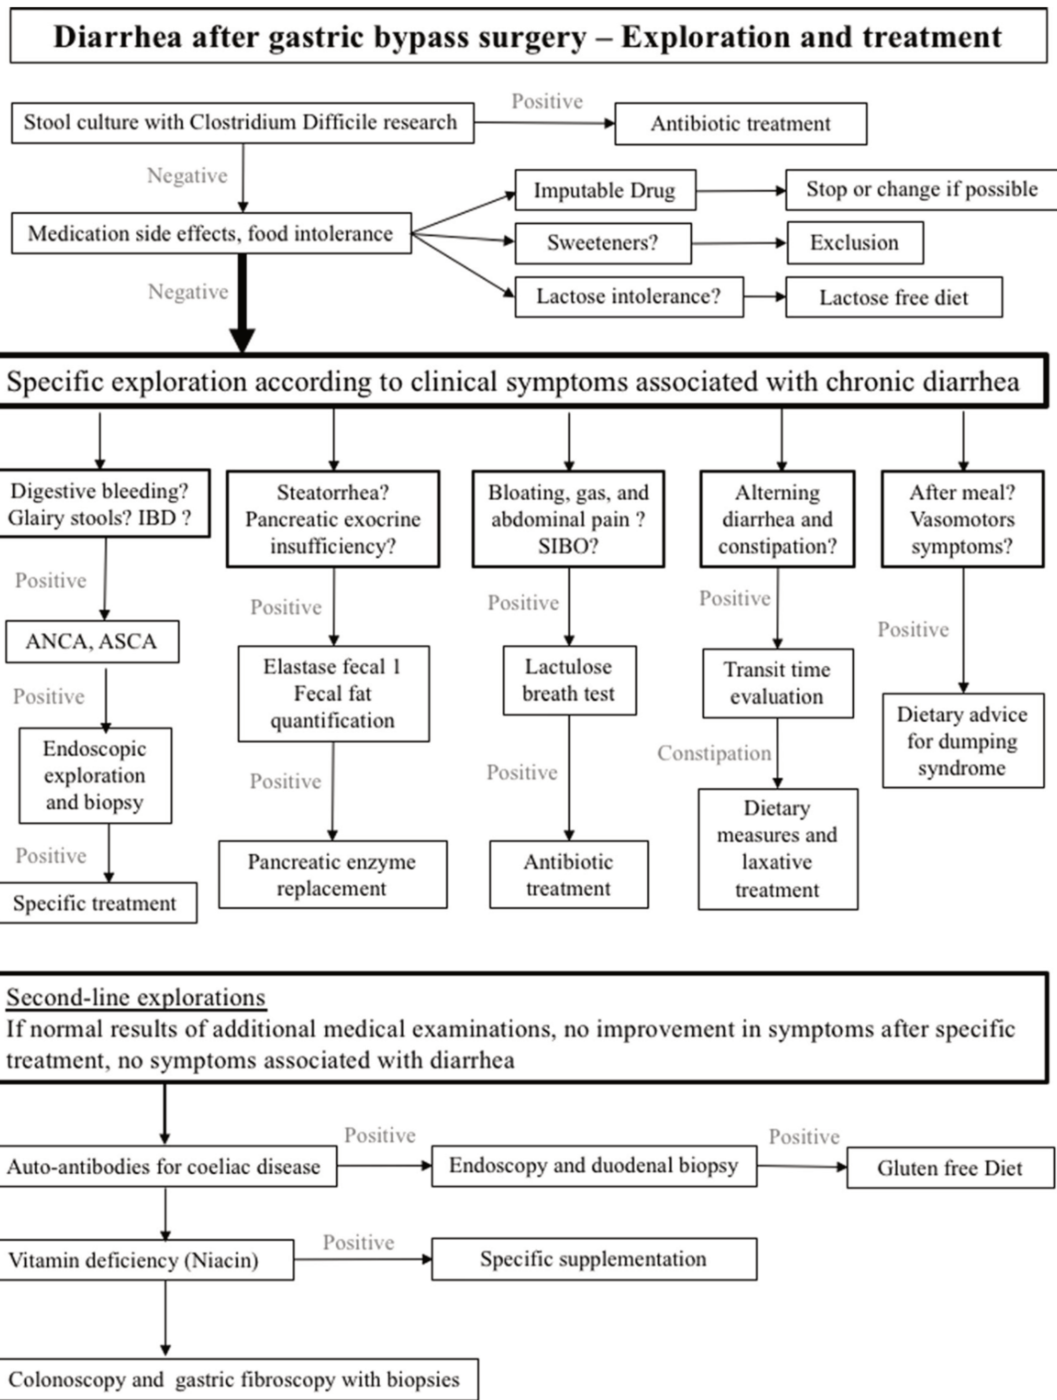 Diarrhea after gastric bypass surgery – Exploration and treatment
Stool culture with Clostridium Difficile research
Positive
Antibiotic treatment
Negative
Medication side effects, food intolerance
Imputable Drug
Stop or change if possible
Sweeteners?
Exclusion
Lactose intolerance?
Lactose free diet
Negative
Specific exploration according to clinical symptoms associated with chronic diarrhea
Digestive bleeding?
Glairy stools? IBD ?
Positive
ANCA, ASCA
Positive
Endoscopic
exploration
and biopsy
Positive
Specific treatment
Steatorrhea?
Pancreatic exocrine
insufficiency?
Positive
Elastase fecal 1
Fecal fat
quantification
Positive
Pancreatic enzyme
replacement
Bloating, gas, and
abdominal pain ?
SIBO?
Positive
Lactulose
breath test
Positive
Antibiotic
treatment
Alterning
diarrhea and
constipation?
Positive
Transit time
evaluation
Constipation
Dietary
measures and
laxative
treatment
After meal?
Vasomotors
symptoms?
Positive
Dietary advice
for dumping
syndrome
Second-line explorations
If normal results of additional medical examinations, no improvement in symptoms after specific
treatment, no symptoms associated with diarrhea
Auto-antibodies for coeliac disease
Positive
Endoscopy and duodenal biopsy
Positive
Gluten free Diet
Vitamin deficiency (Niacin)
Positive
Specific supplementation
Colonoscopy and gastric fibroscopy with biopsies